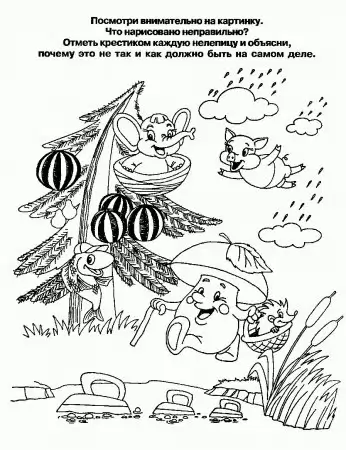 Посмотри внимательно на картинку.
Что нарисовано неправильно?
Отметь крестиком каждую нелепицу и объясни,
почему это не так и как должно быть на самом деле.